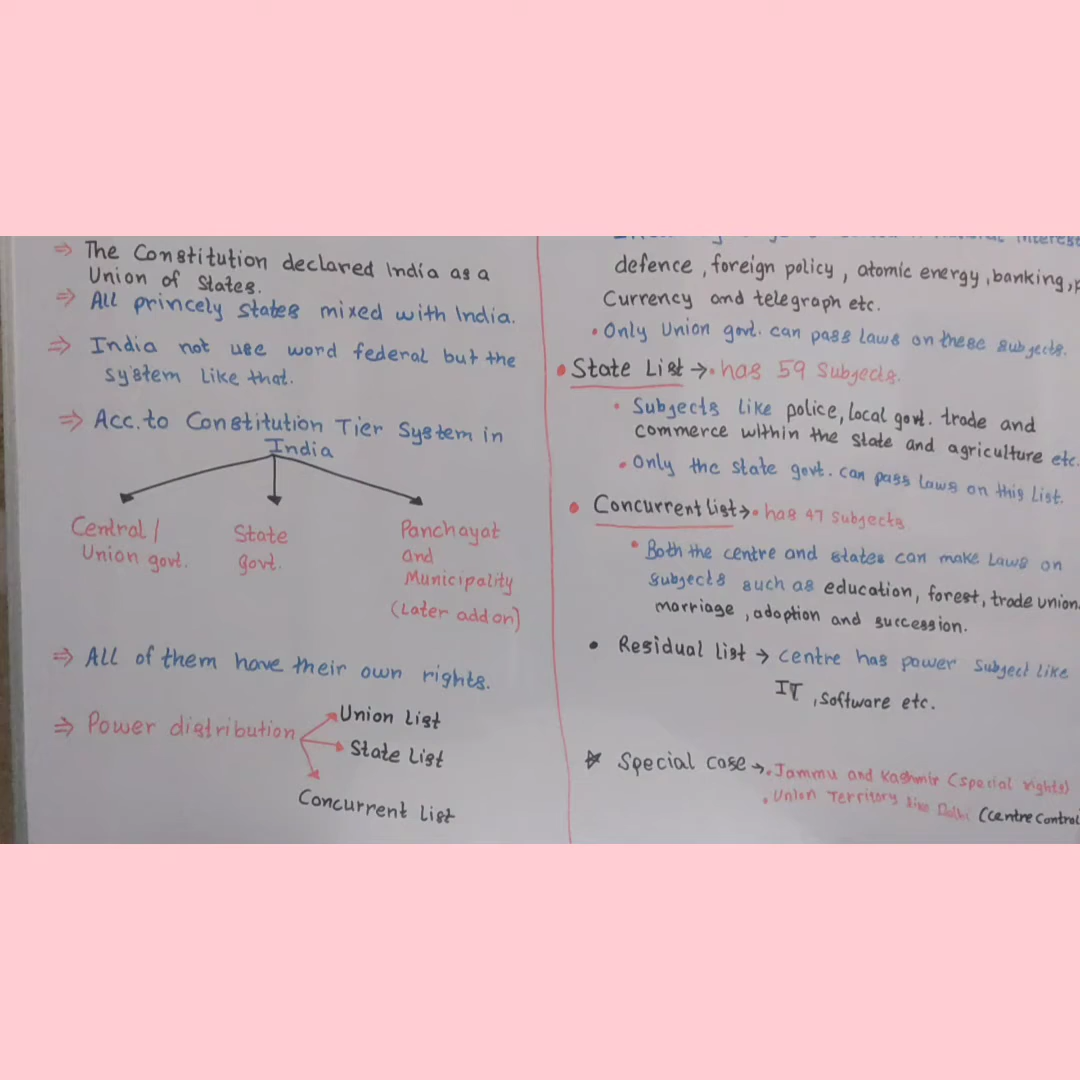 ⇒ The Constitution declared India as a
Union of States.
⇒ All princely states mixed with India.
⇒ India not use word federal but the
system like that.
⇒ Acc. to Constitution Tier System in
India
Central / Union govt.
State govt.
Panchayat and Municipality (Later add on)
⇒ All of them have their own rights.
⇒ Power distribution
Union List
State List
Concurrent list
interest
defence, foreign policy, atomic energy, banking,
Currency and telegraph etc.
• Only Union govt. can pass laws on these subjects.
• State List → • has 59 Subjects.
• Subjects like police, local govt. trade and
commerce within the state and agriculture etc.
• Only the state govt. can pass laws on this list.
• Concurrent list → • has 47 subjects.
• Both the centre and states can make laws on
subjects such as education, forest, trade union,
marriage, adoption and succession.
• Residual list → centre has power subject like
IT, software etc.
☆ Special case → • Jammu and Kashmir (special rights)
• Union Territory like Delhi (centre control